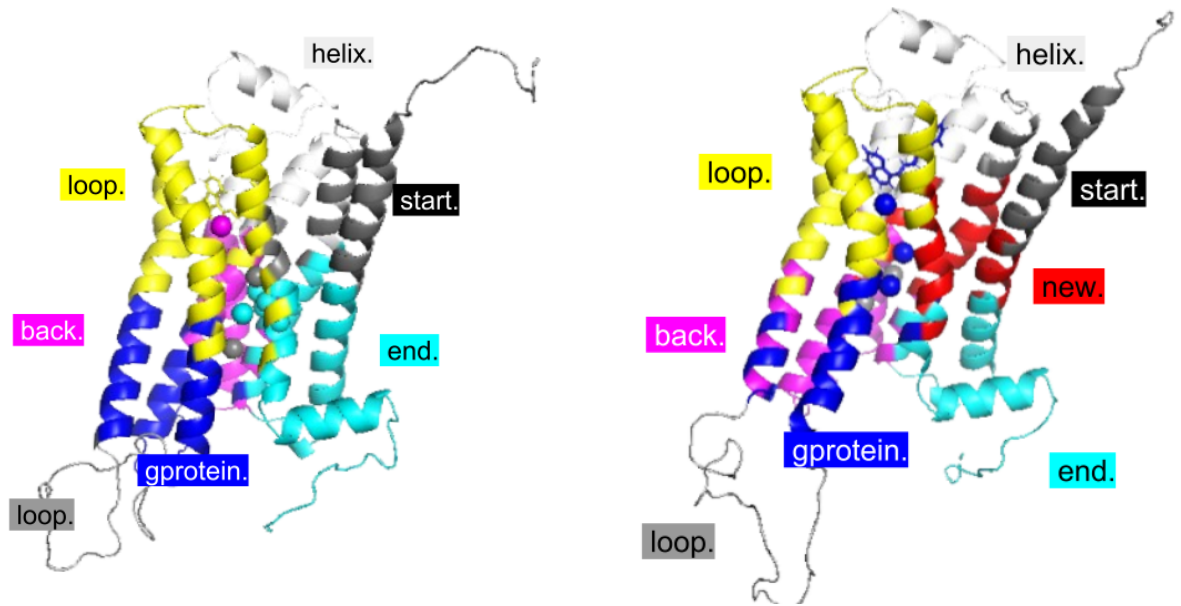 helix.
loop.
start.
back.
end.
gprotein.
loop.
helix.
loop.
start.
new.
back.
gprotein.
end.
loop.